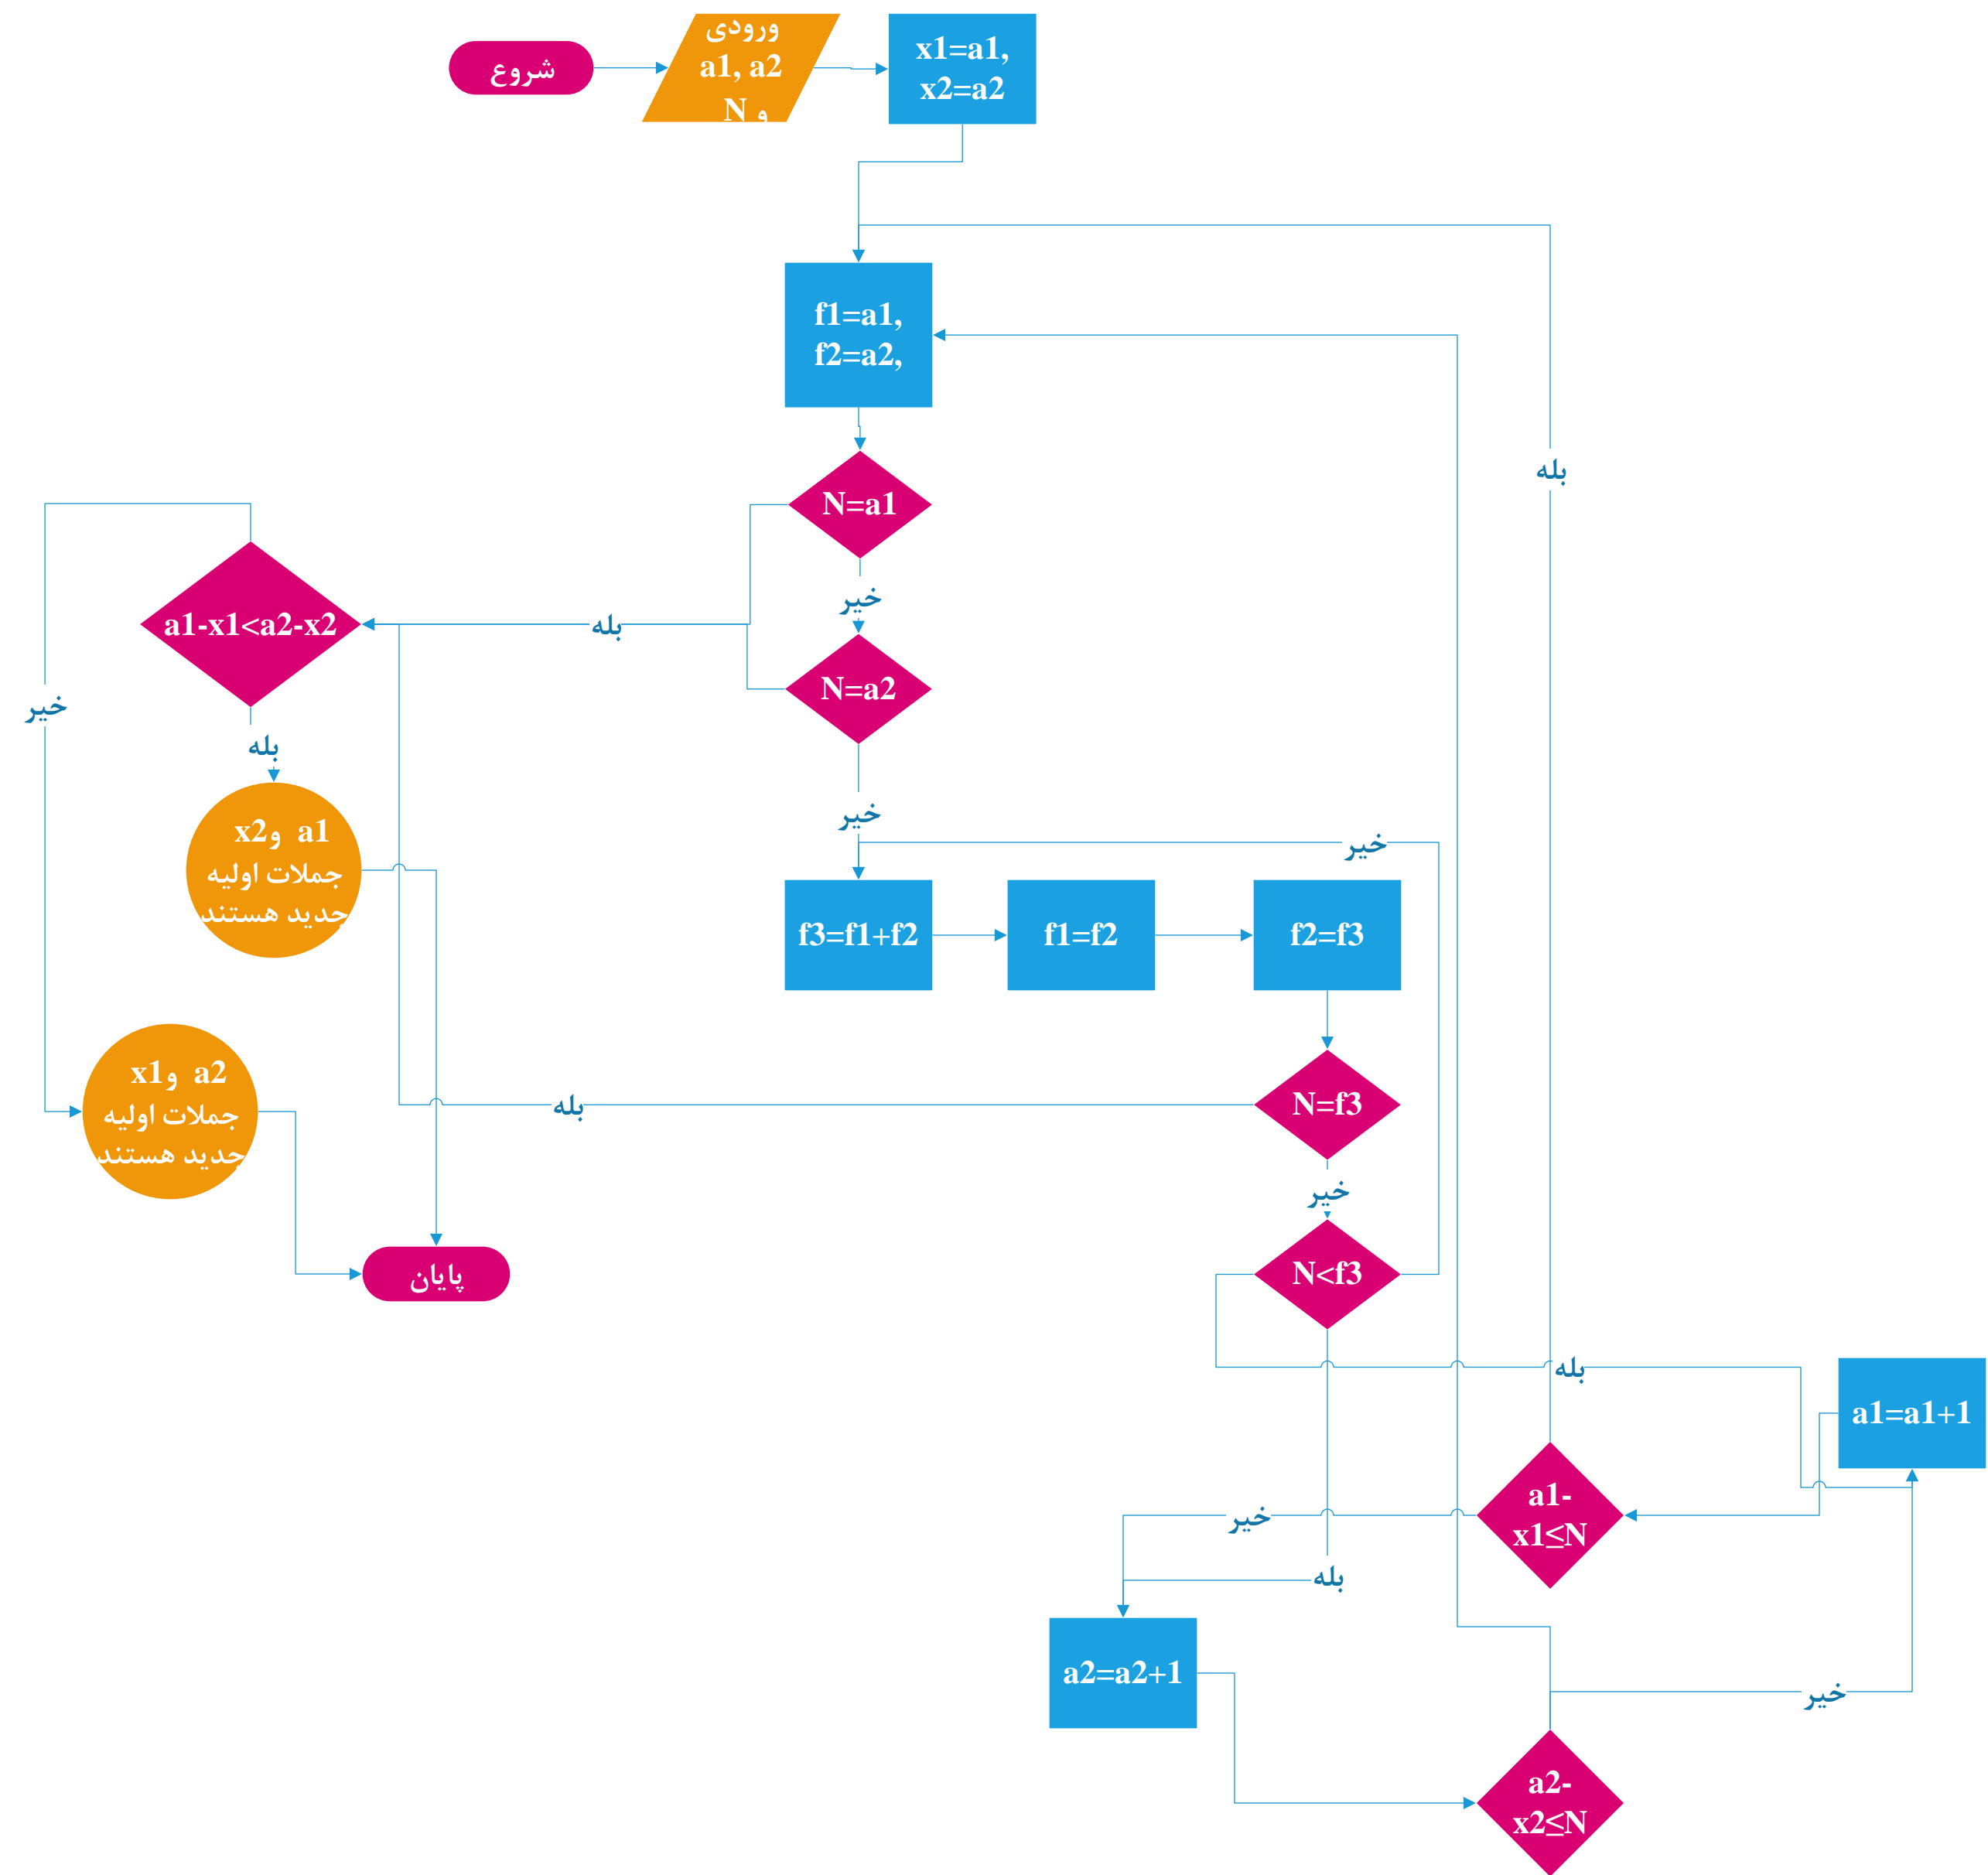 شروع
ورودی
a1, a2
و N
x1=a1,
x2=a2
f1=a1,
f2=a2,
N=a1
خیر
بله
N=a2
خیر
a1-x1<a2-x2
خیر
بله
a1 وx2
جملات اولیه
جدید هستند
a2 وx1
جملات اولیه
جدید هستند
پایان
f3=f1+f2
f1=f2
f2=f3
خیر
N=f3
بله
خیر
N<f3
بله
بله
a1=a1+1
a1-
x1≤N
بله
خیر
a2=a2+1
a2-
x2≤N
خیر